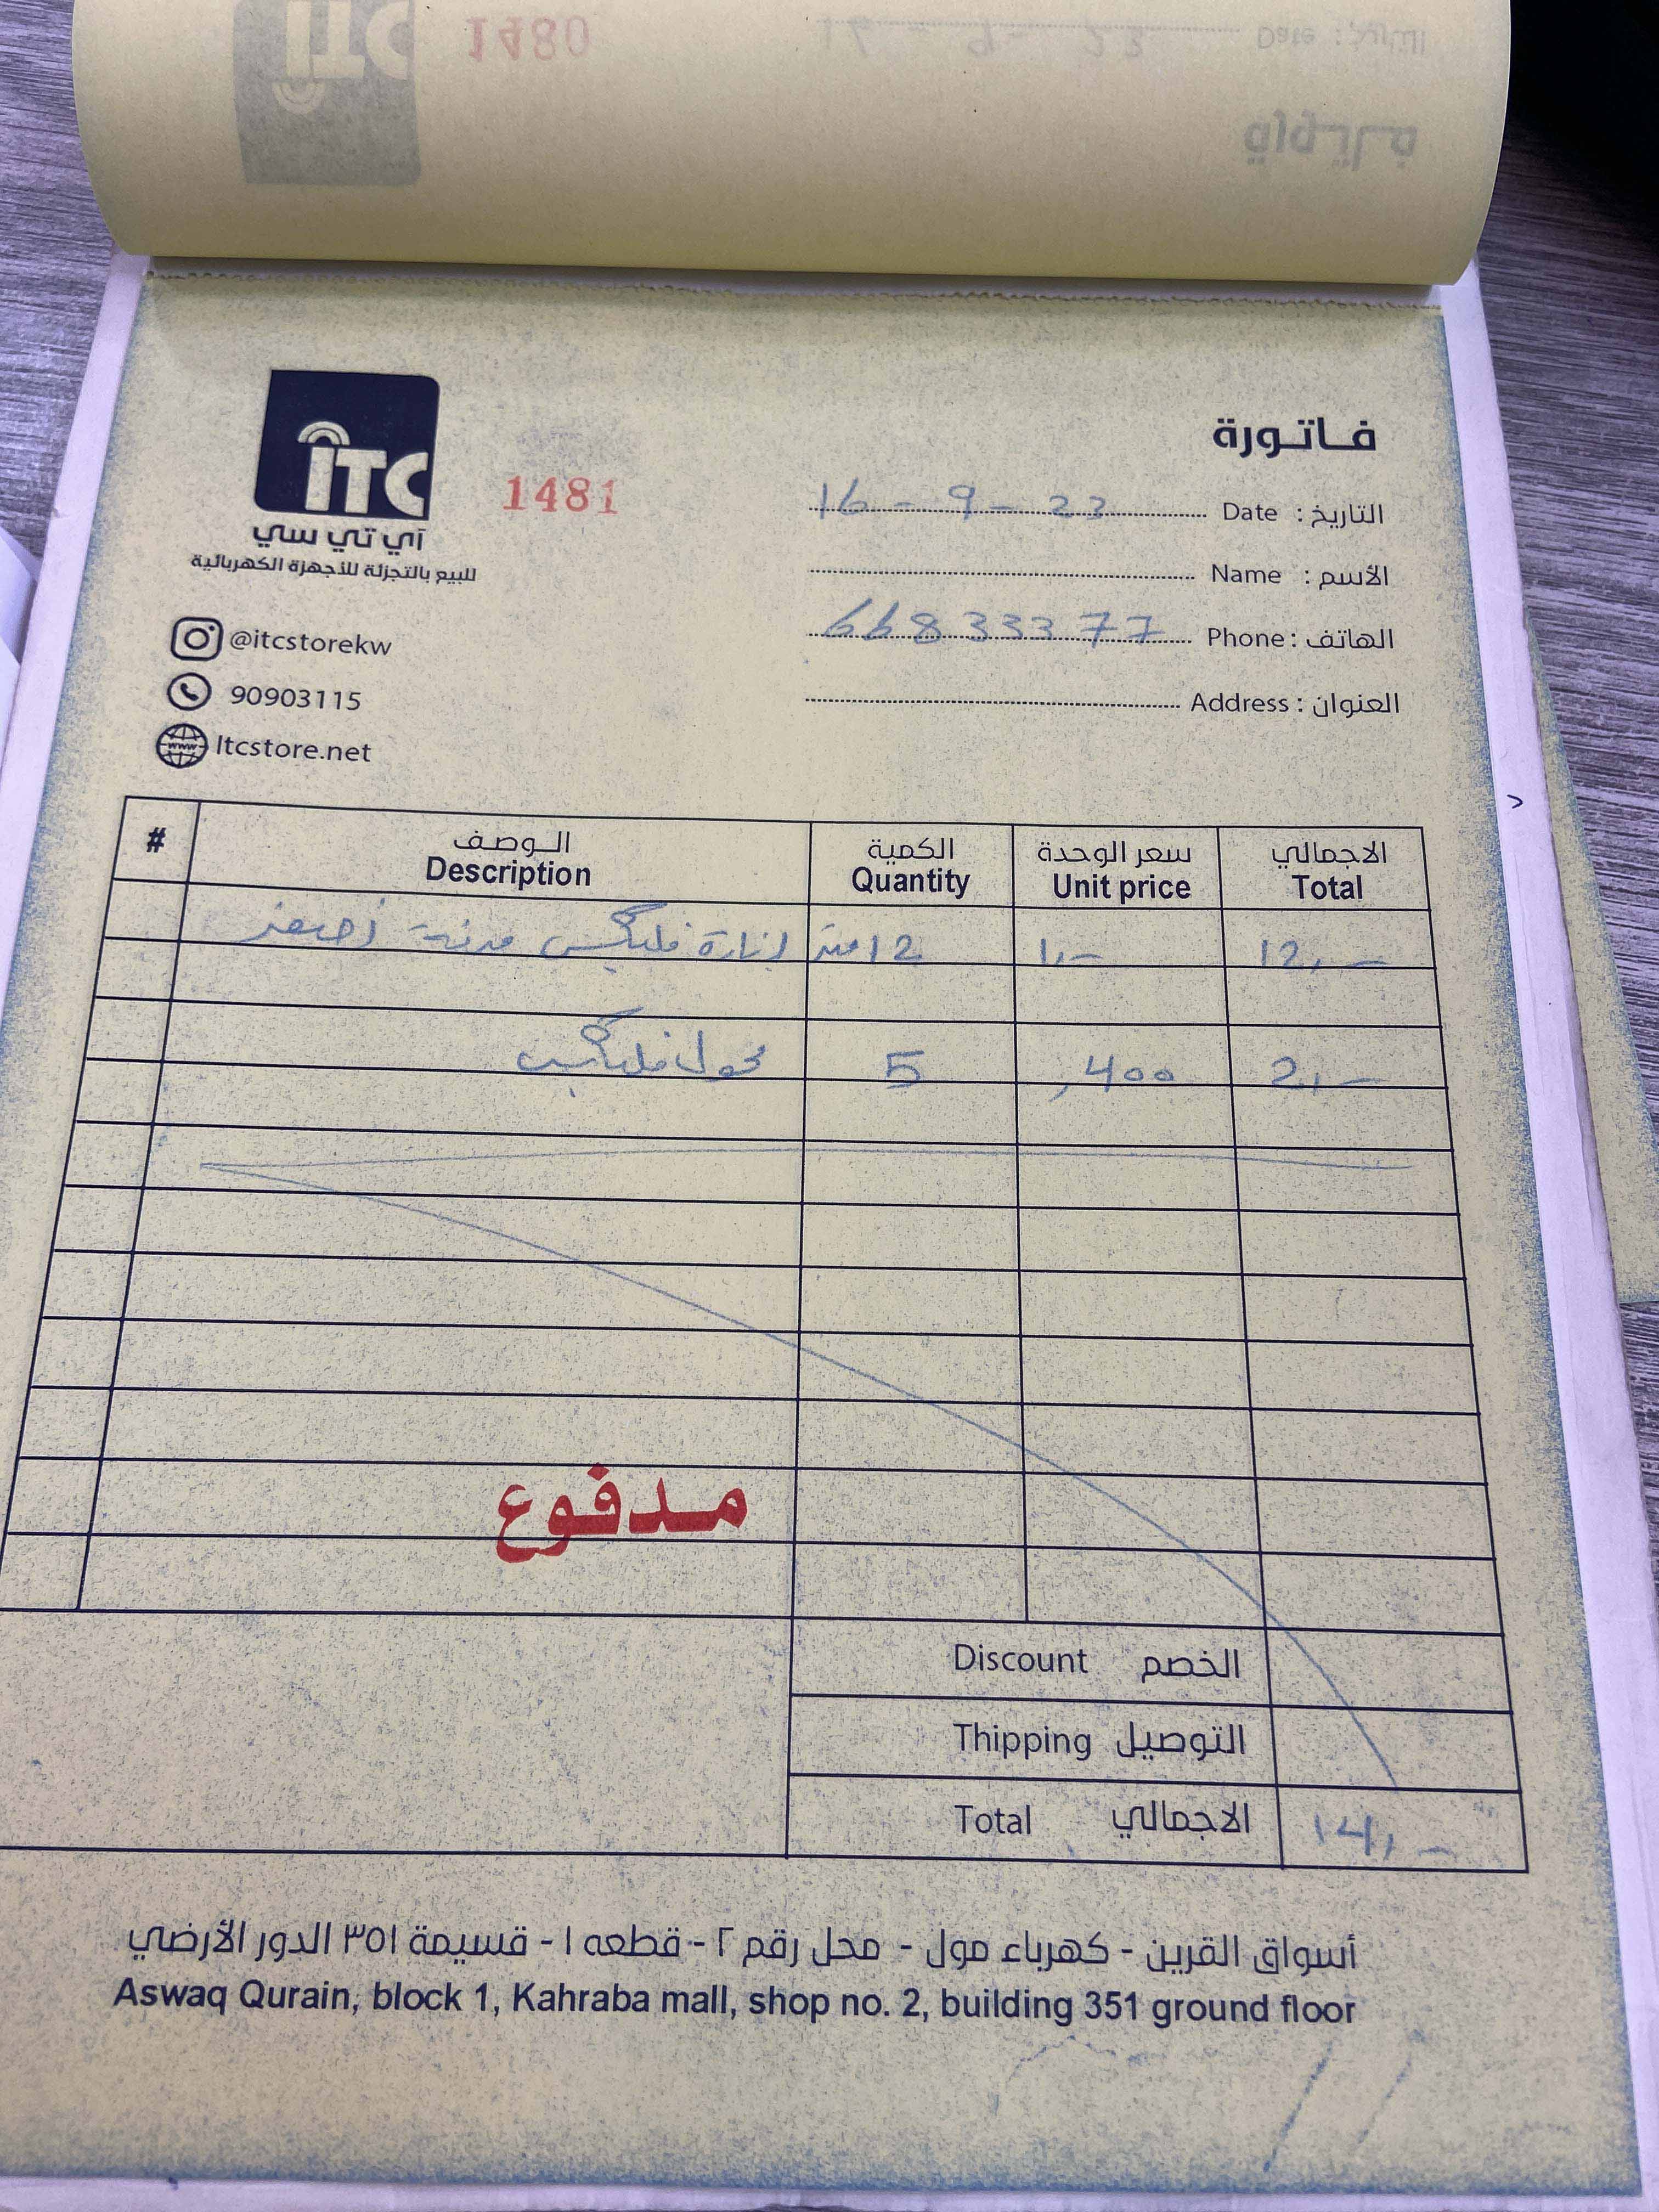 1480
ITC
1481
آي تي سي
للبيع بالتجزئة للأجهزة الكهربائية
@itcstorekw
90903115
www
Itcstore.net
فاتورة
التاريخ : Date 16 - 9 - 23
الأسم : Name
الهاتف : Phone 66833377
العنوان : Address
# الوصف الكمية سعر الوحدة الاجمالي
Description Quantity Unit price Total
إنارة فليكس مرنة أصفر 12 متر 1,- 12,-
محول فليكس 5 ,400 2,-
مدفوع
Discount الخصم
Thipping التوصيل
Total الاجمالي 14,-
أسواق القرين - كهرباء مول - محل رقم ٢ - قطعه ١ - قسيمة ٣٥١ الدور الأرضي
Aswaq Qurain, block 1, Kahraba mall, shop no. 2, building 351 ground floor